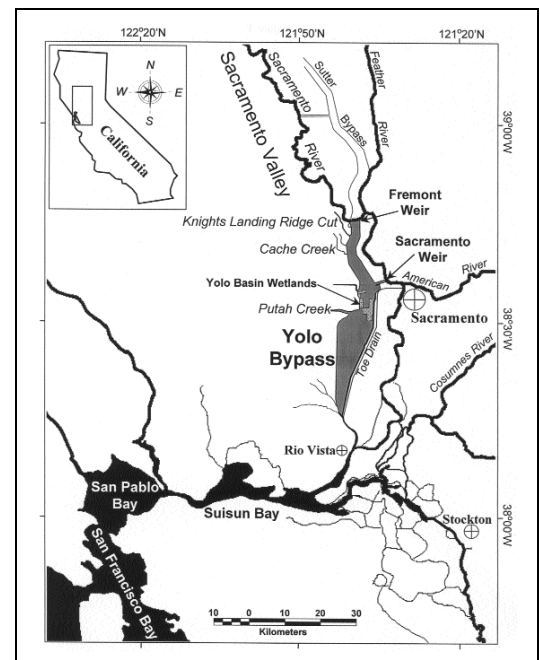 122°20'
121°50'
121°20'
N
W
E
S
California
Sacramento Valley
Sacramento
River
Sutter
Bypass
Feather
River
39°00'W
Fremont
Weir
Knights Landing Ridge Cut
Cache Creek
Sacramento
Weir
American
River
Yolo Basin Wetlands
Putah Creek
Sacramento
38°30'W
Yolo
Bypass
Toe Drain
Cosumnes River
Rio Vista
San Pablo
Bay
Suisun Bay
Stockton
38°00'W
San Francisco Bay
10 0 10 20 30
Kilometers